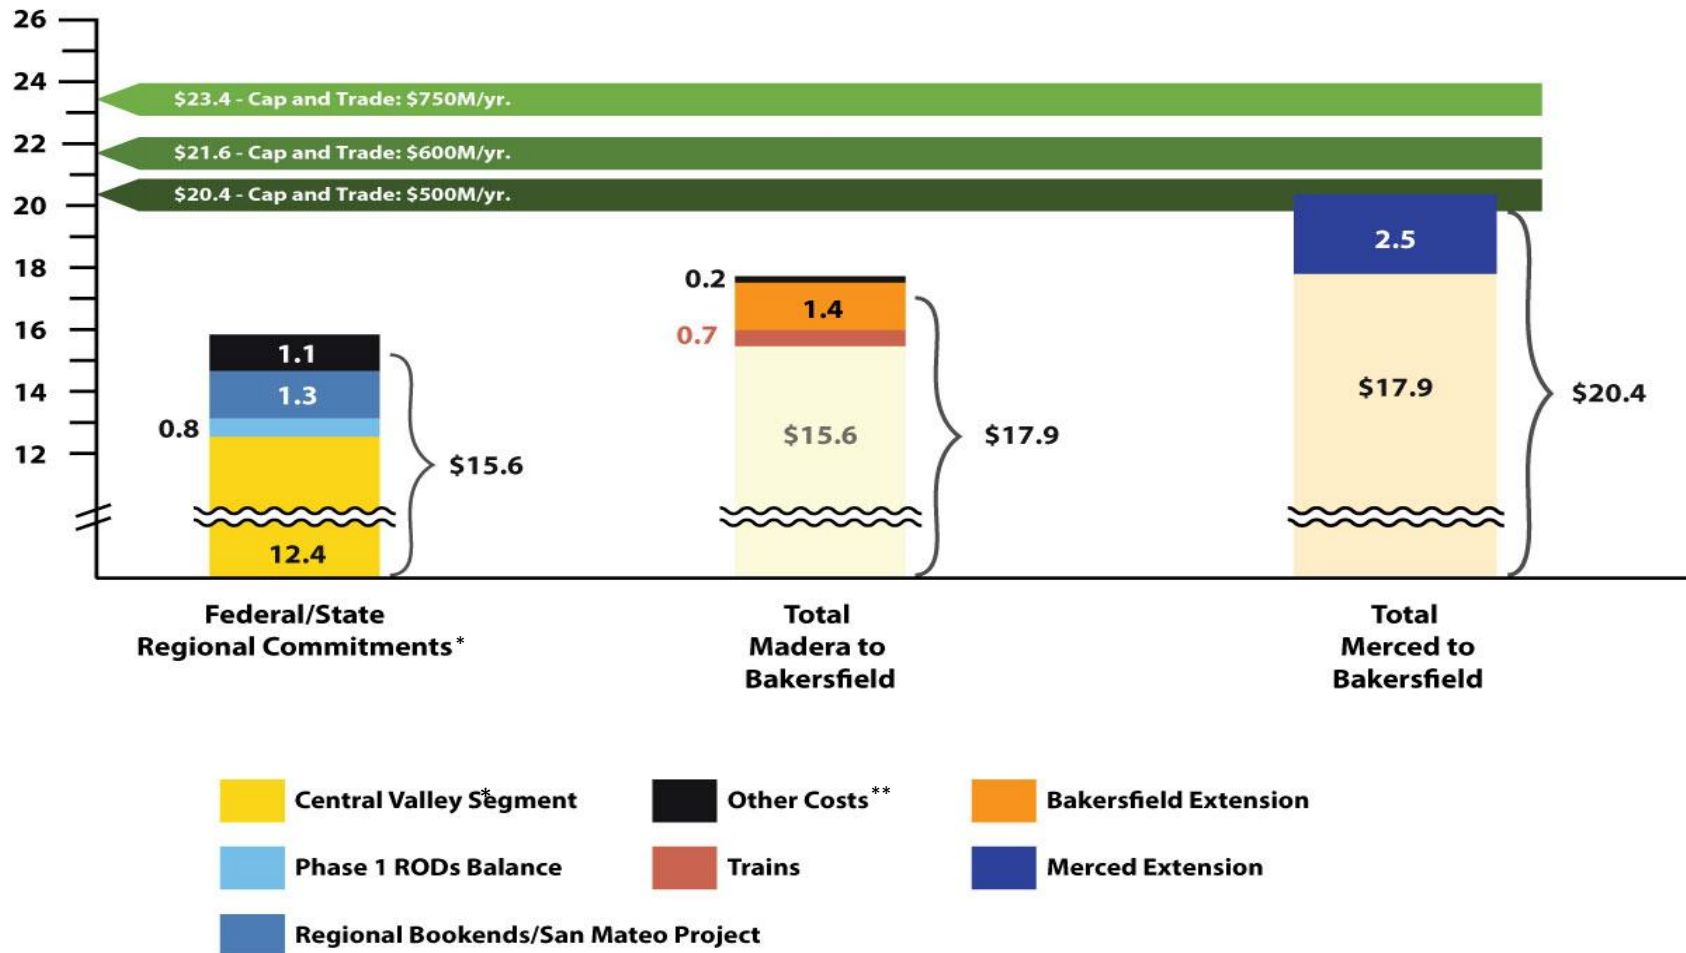 26
24
22
20
18
16
14
12
$23.4 - Cap and Trade: $750M/yr.
$21.6 - Cap and Trade: $600M/yr.
$20.4 - Cap and Trade: $500M/yr.
1.1
1.3
0.8
12.4
$15.6
0.2
1.4
0.7
$15.6
$17.9
2.5
$17.9
$20.4
Federal/State
Regional Commitments*
Total
Madera to
Bakersfield
Total
Merced to
Bakersfield
Central Valley Segment*
Other Costs**
Bakersfield Extension
Phase 1 RODs Balance
Trains
Merced Extension
Regional Bookends/San Mateo Project